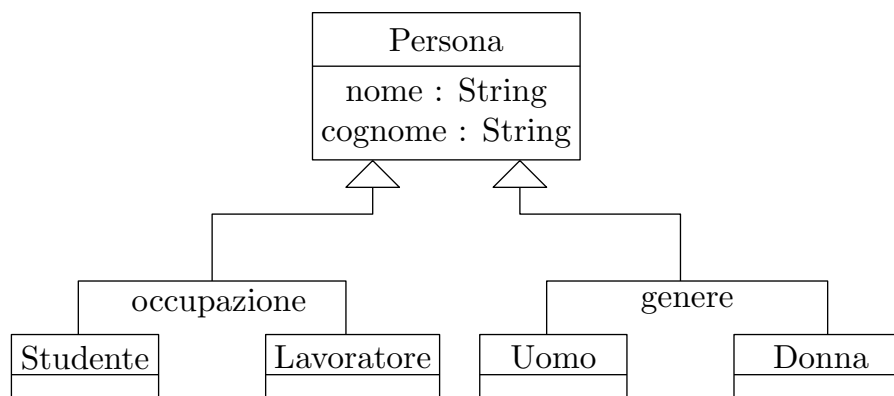 Persona
nome : String
cognome : String
occupazione
genere
Studente
Lavoratore
Uomo
Donna